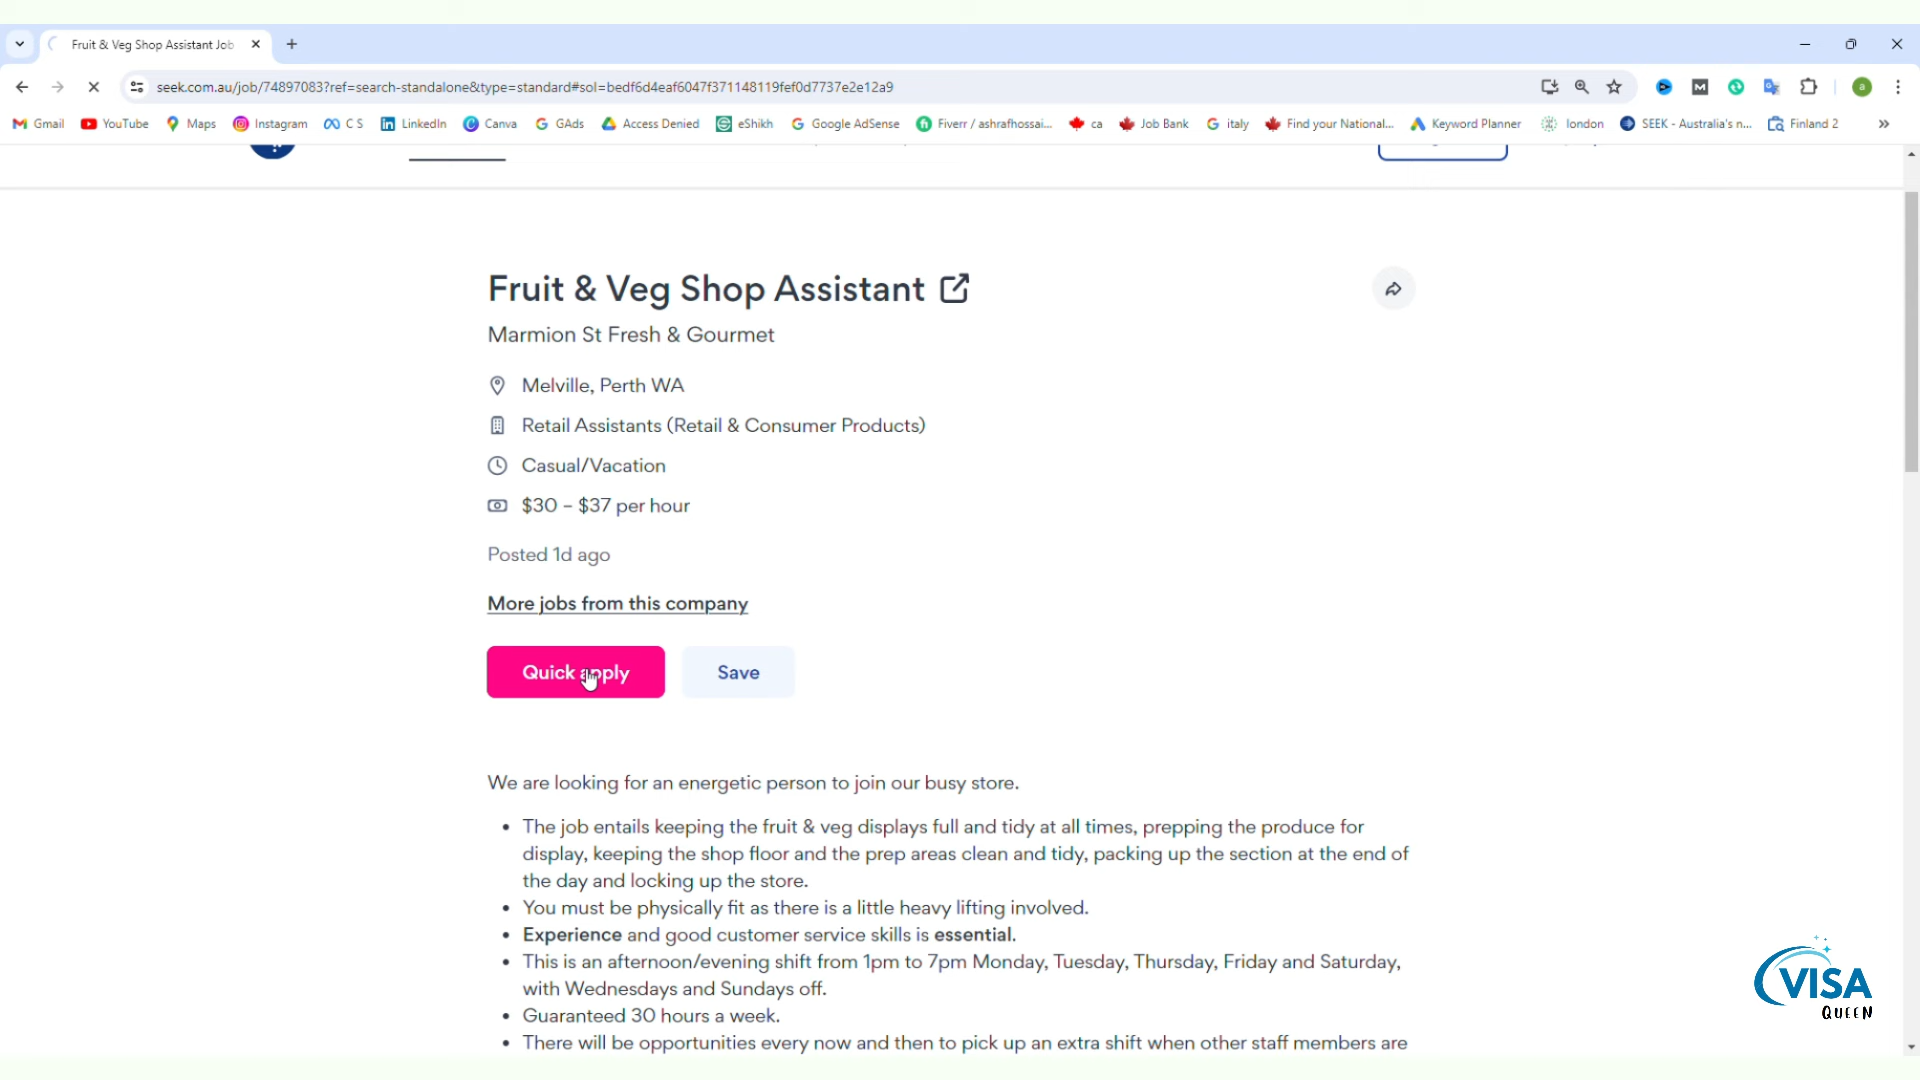 Fruit & Veg Shop Assistant Job
seek.com.au/job/74897083?ref=search-standalone&type=standard#sol=bedf6d4eaf6047f371148119fef0d7737e2e12a9
Gmail YouTube Maps Instagram C S LinkedIn Canva GAds Access Denied eShikh Google AdSense Fiverr / ashrafhossai... ca Job Bank italy Find your National... Keyword Planner london SEEK - Australia's n... Finland 2 »
Fruit & Veg Shop Assistant
Marmion St Fresh & Gourmet
Melville, Perth WA
Retail Assistants (Retail & Consumer Products)
Casual/Vacation
$30 – $37 per hour
Posted 1d ago
More jobs from this company
Quick apply Save
We are looking for an energetic person to join our busy store.
• The job entails keeping the fruit & veg displays full and tidy at all times, prepping the produce for
display, keeping the shop floor and the prep areas clean and tidy, packing up the section at the end of
the day and locking up the store.
• You must be physically fit as there is a little heavy lifting involved.
• Experience and good customer service skills is essential.
• This is an afternoon/evening shift from 1pm to 7pm Monday, Tuesday, Thursday, Friday and Saturday,
with Wednesdays and Sundays off.
• Guaranteed 30 hours a week.
• There will be opportunities every now and then to pick up an extra shift when other staff members are
VISA
QUEEN